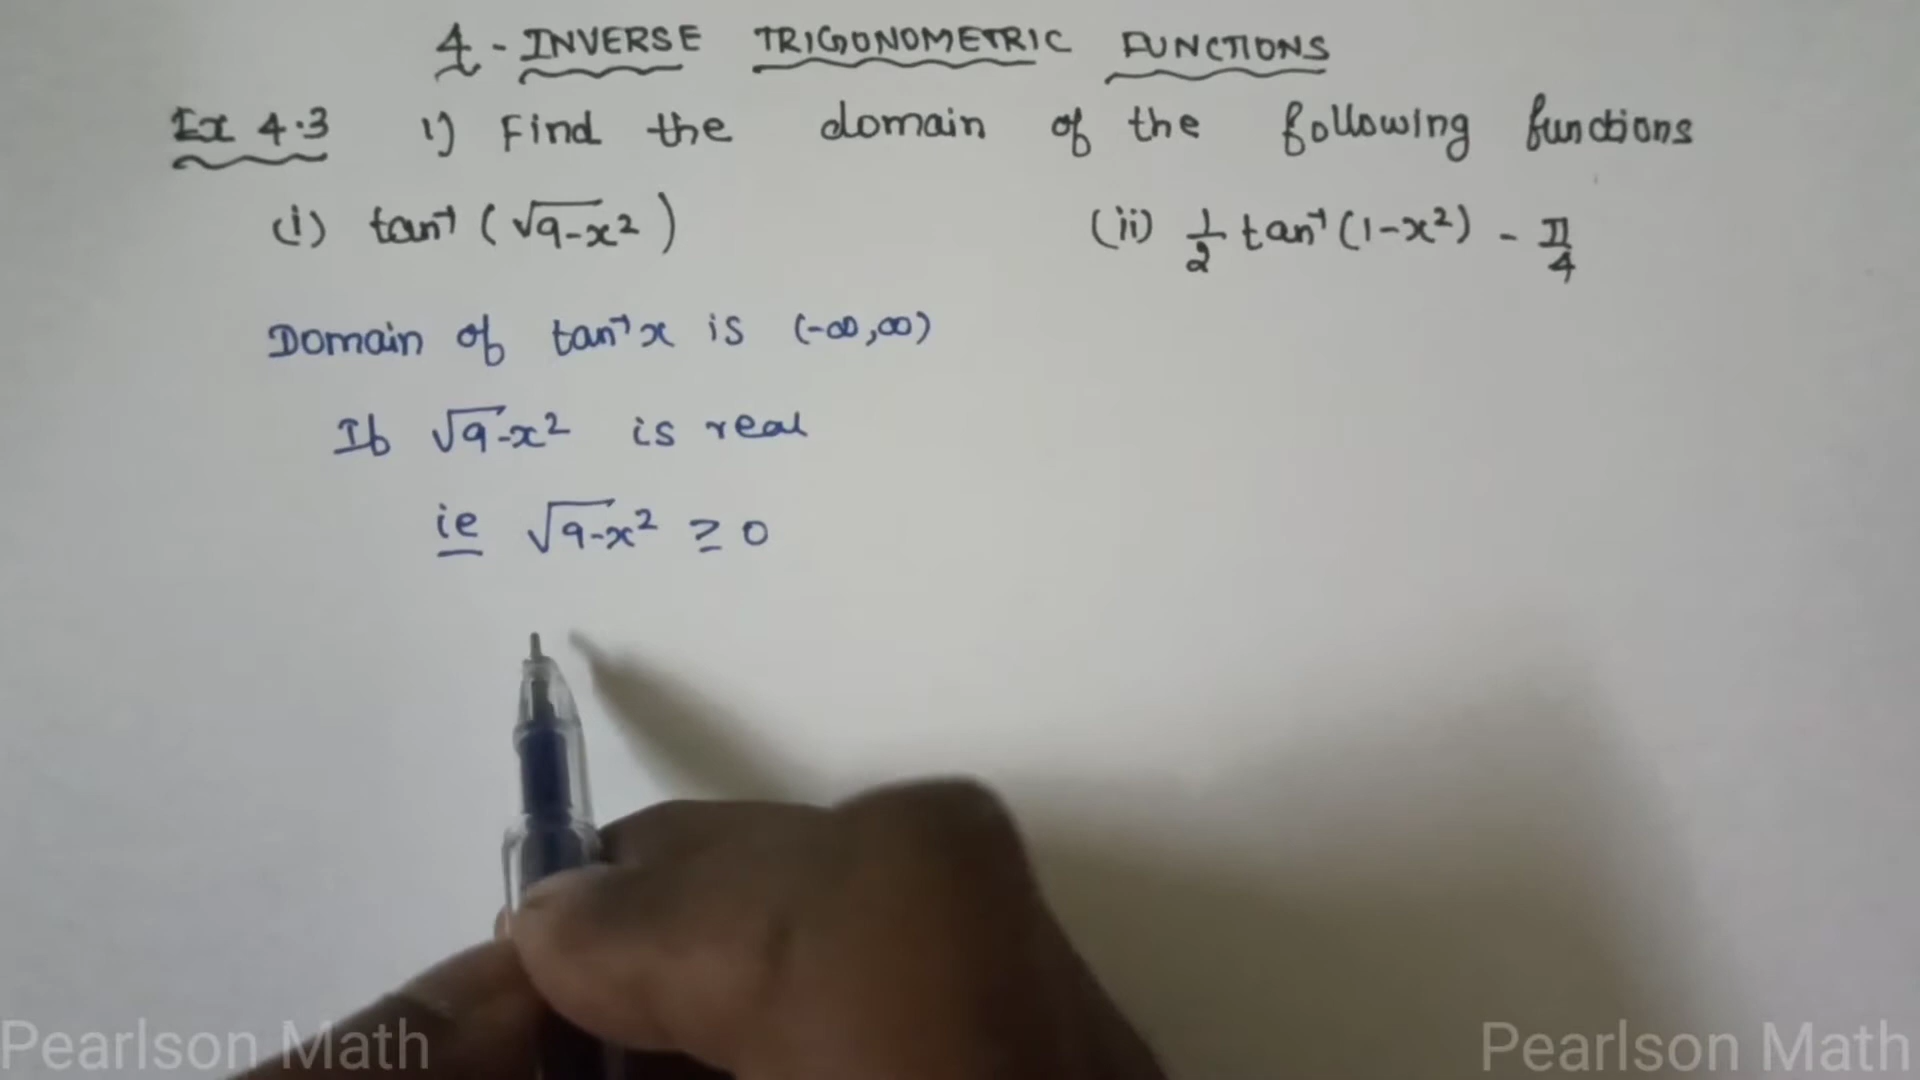 4 - INVERSE TRIGONOMETRIC FUNCTIONS
Ex 4.3 1) Find the domain of the following functions
(i) tan⁻¹ (√9-x²) (ii) 1/2 tan⁻¹ (1-x²) - π/4
Domain of tan⁻¹x is (-∞,∞)
If √9-x² is real
ie √9-x² ≥ 0
Pearlson Math Pearlson Math